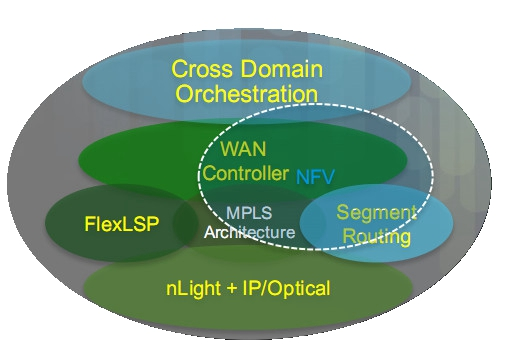 Cross Domain
Orchestration
WAN
Controller
NFV
FlexLSP
MPLS
Architecture
Segment
Routing
nLight + IP/Optical